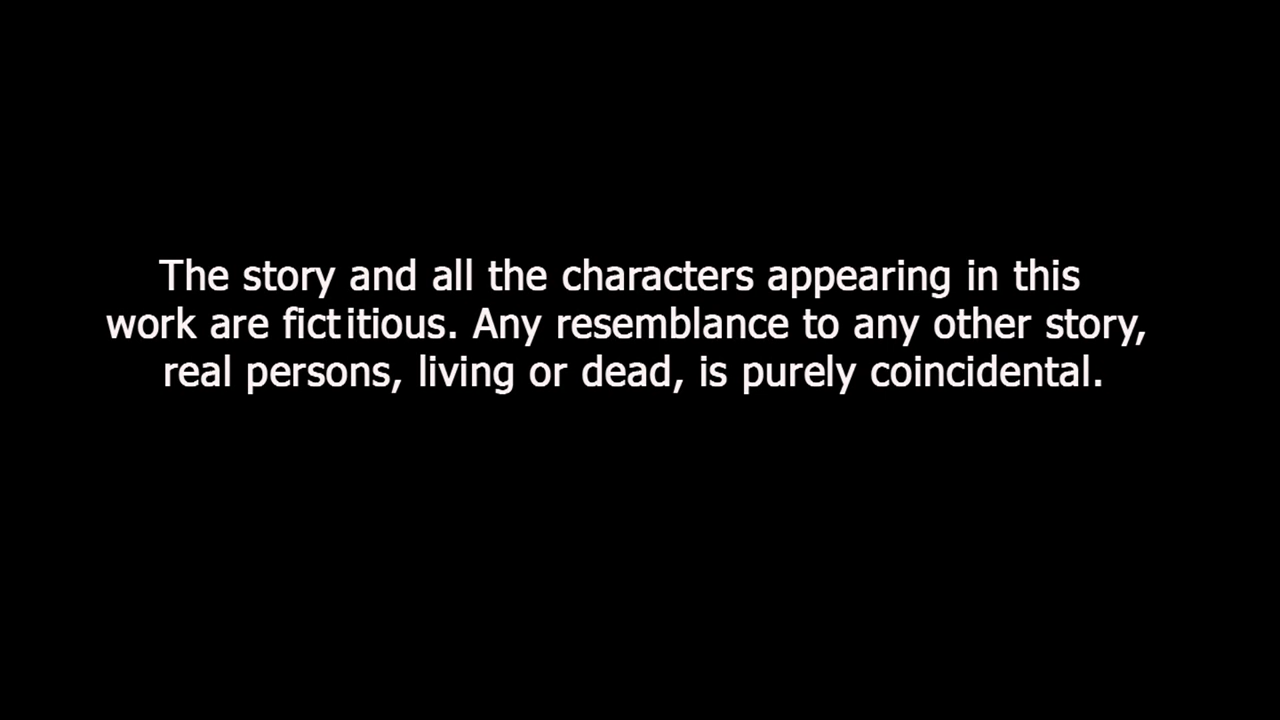 The story and all the characters appearing in this
work are fictitious. Any resemblance to any other story,
real persons, living or dead, is purely coincidental.